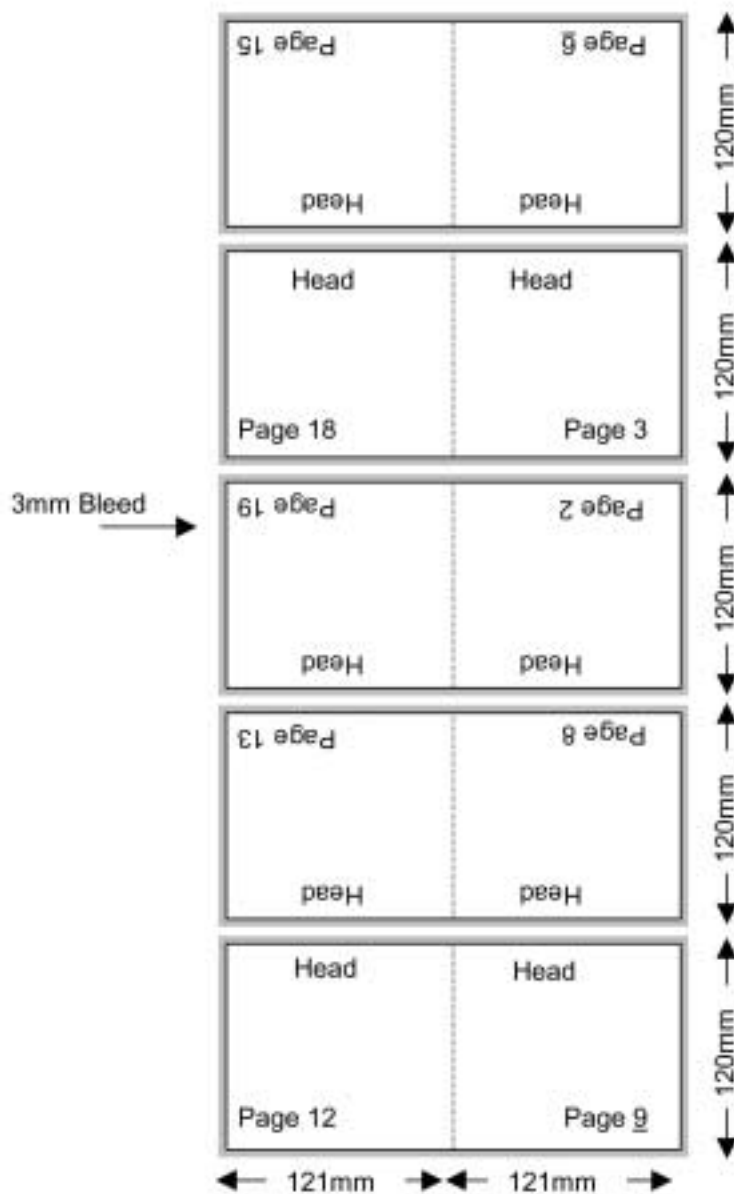 Page 15
Page 6
Head
Head
120mm
Head
Head
Page 18
Page 3
120mm
3mm Bleed
Page 19
Page 2
Head
Head
120mm
Page 13
Page 8
Head
Head
120mm
Head
Head
Page 12
Page 9
120mm
121mm
121mm